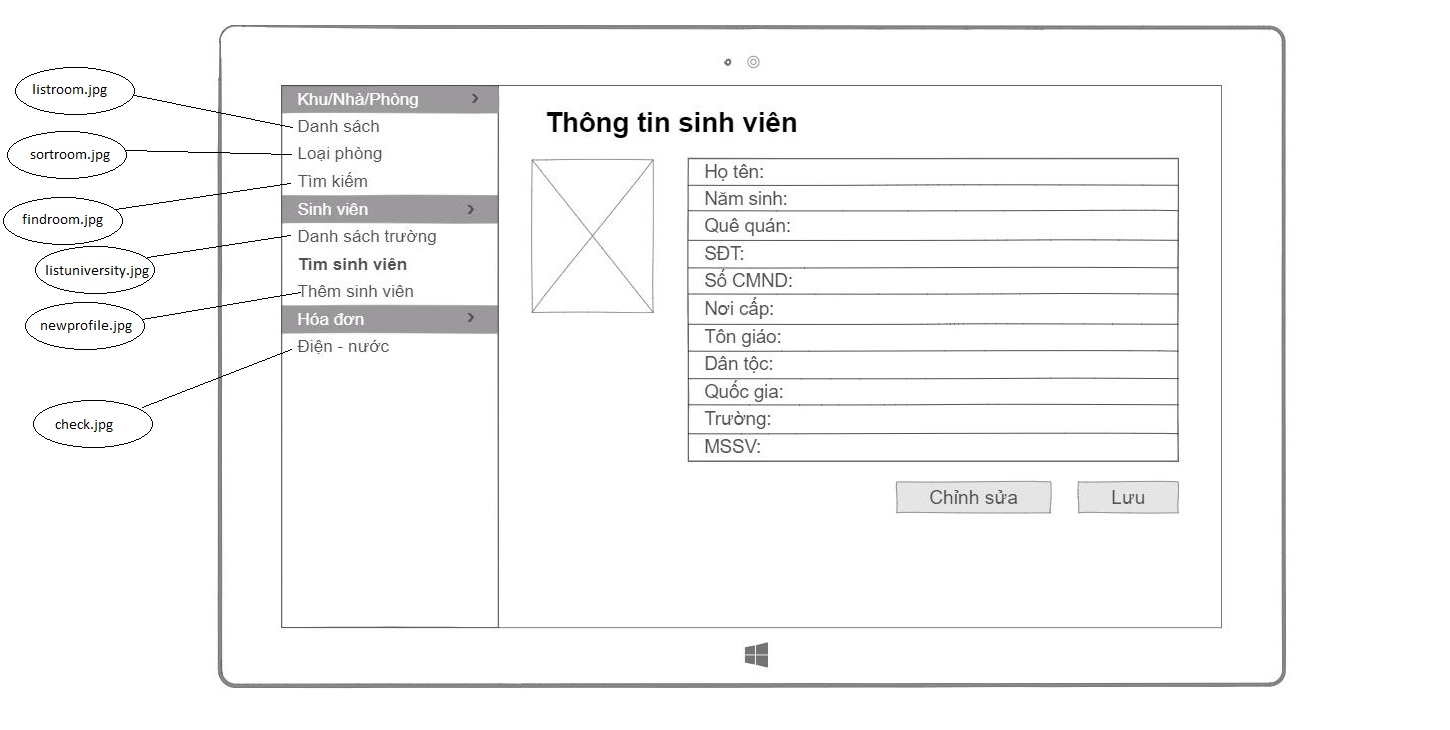 listroom.jpg
sortroom.jpg
findroom.jpg
listuniversity.jpg
newprofile.jpg
check.jpg
Khu/Nhà/Phòng
Danh sách
Loại phòng
Tìm kiếm
Sinh viên
Danh sách trường
Tìm sinh viên
Thêm sinh viên
Hóa đơn
Điện - nước
Thông tin sinh viên
Họ tên:
Năm sinh:
Quê quán:
SĐT:
Số CMND:
Nơi cấp:
Tôn giáo:
Dân tộc:
Quốc gia:
Trường:
MSSV:
Chỉnh sửa
Lưu